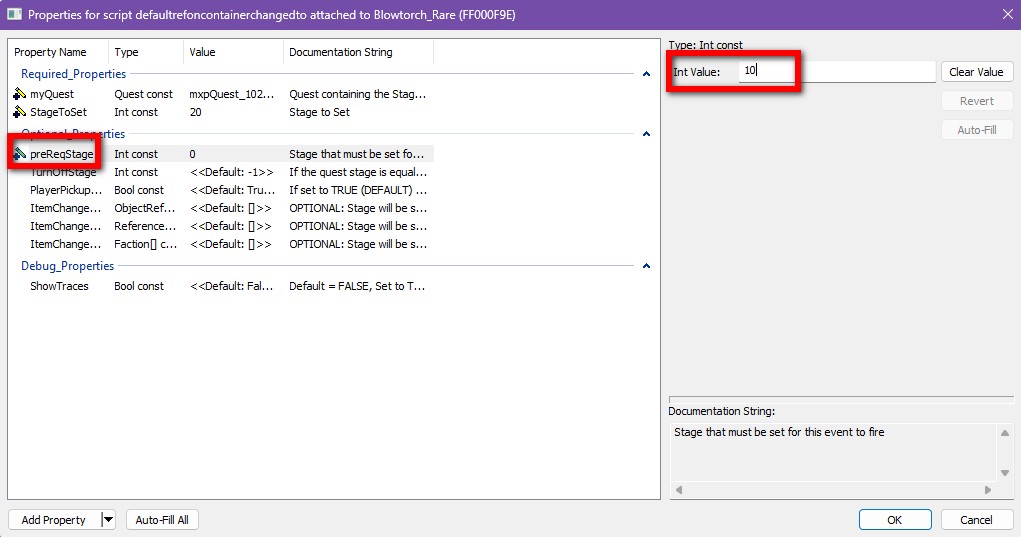 Properties for script defaultrefoncontainerchangedto attached to Blowtorch_Rare (FF000F9E)
Property Name Type Value Documentation String
Required_Properties
myQuest Quest const mxpQuest_102... Quest containing the Stag...
StageToSet Int const 20 Stage to Set
Optional_Properties
preReqStage Int const 0 Stage that must be set fo...
TurnOffStage Int const <<Default: -1>> If the quest stage is equal...
PlayerPickup... Bool const <<Default: Tru... If set to TRUE (DEFAULT) ...
ItemChange... ObjectRef... <<Default: []>> OPTIONAL: Stage will be s...
ItemChange... Reference... <<Default: []>> OPTIONAL: Stage will be s...
ItemChange... Faction[] c... <<Default: []>> OPTIONAL: Stage will be s...
Debug_Properties
ShowTraces Bool const <<Default: Fal... Default = FALSE, Set to T...
Type: Int const
Int Value: 10 Clear Value
Revert
Auto-Fill
Documentation String:
Stage that must be set for this event to fire
Add Property Auto-Fill All OK Cancel